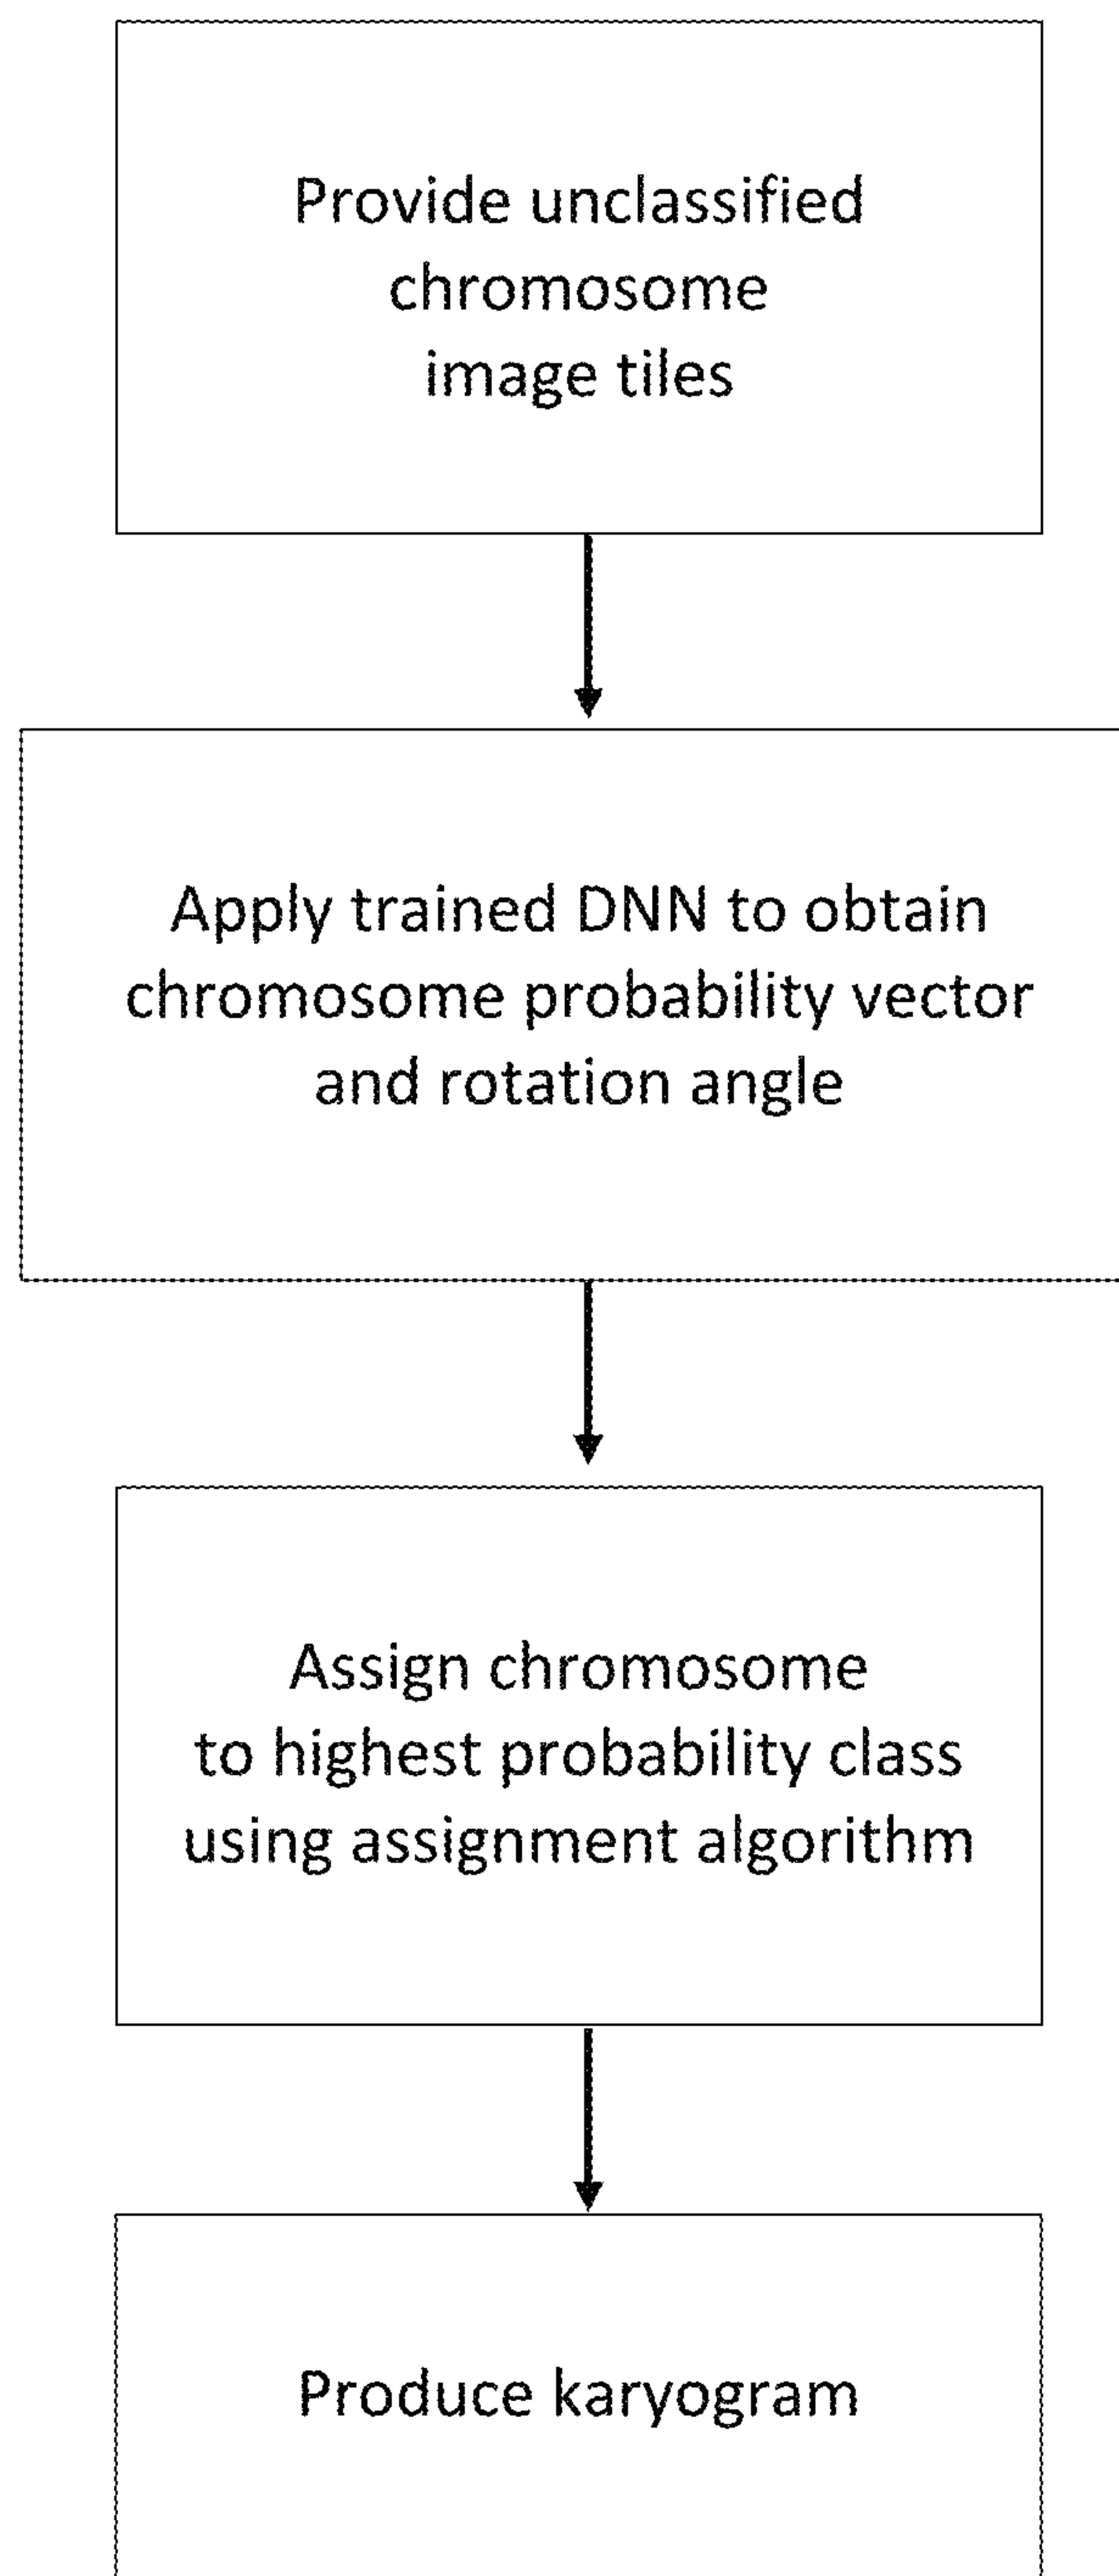 Provide unclassified
chromosome
image tiles
Apply trained DNN to obtain
chromosome probability vector
and rotation angle
Assign chromosome
to highest probability class
using assignment algorithm
Produce karyogram